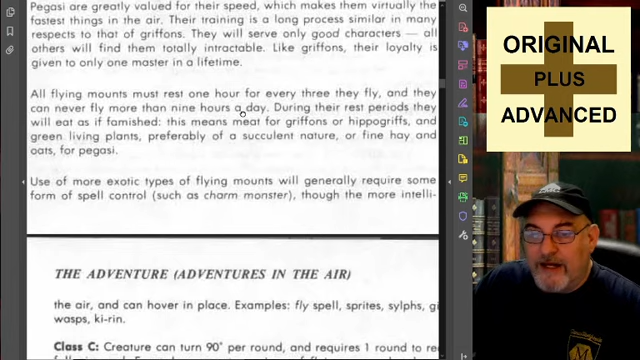 Pegasi are greatly valued for their speed, which makes them virtually the
fastest things in the air. Their training is a long process similar in many
respects to that of griffons. They will serve only good characters — all
others will find them totally intractable. Like griffons, their loyalty is
given to only one master in a lifetime.
All flying mounts must rest one hour for every three they fly, and they
can never fly more than nine hours a day. During their rest periods they
will eat as if famished: this means meat for griffons or hippogriffs, and
green living plants, preferably of a succulent nature, or fine hay and
oats, for pegasi.
Use of more exotic types of flying mounts will generally require some
form of spell control (such as charm monster), though the more intelli-
THE ADVENTURE (ADVENTURES IN THE AIR)
the air, and can hover in place. Examples: fly spell, sprites, sylphs, gi
wasps, ki-rin.
Class C: Creature can turn 90° per round, and requires 1 round to re
ORIGINAL
PLUS
ADVANCED